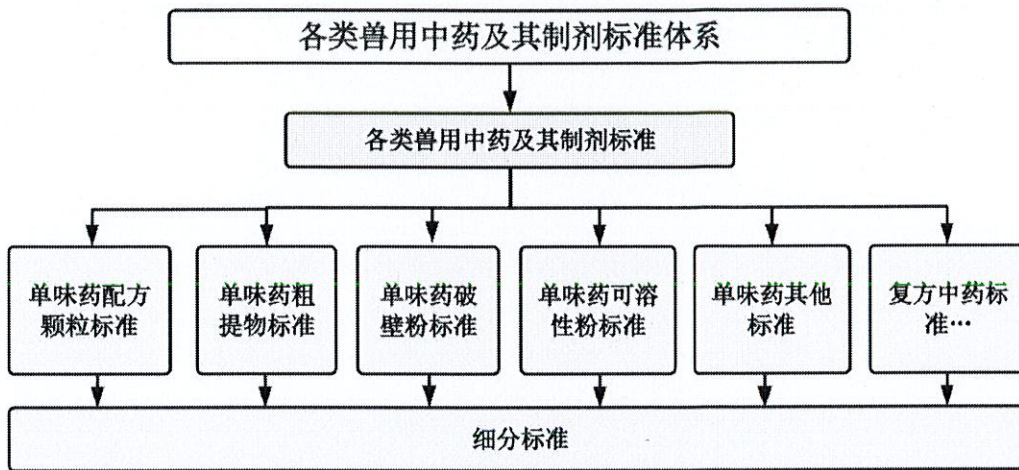 各类兽用中药及其制剂标准体系
各类兽用中药及其制剂标准
单味药配方
颗粒标准
单味药粗
提物标准
单味药破
壁粉标准
单味药可溶
性粉标准
单味药其他
标准
复方中药标
准…
细分标准